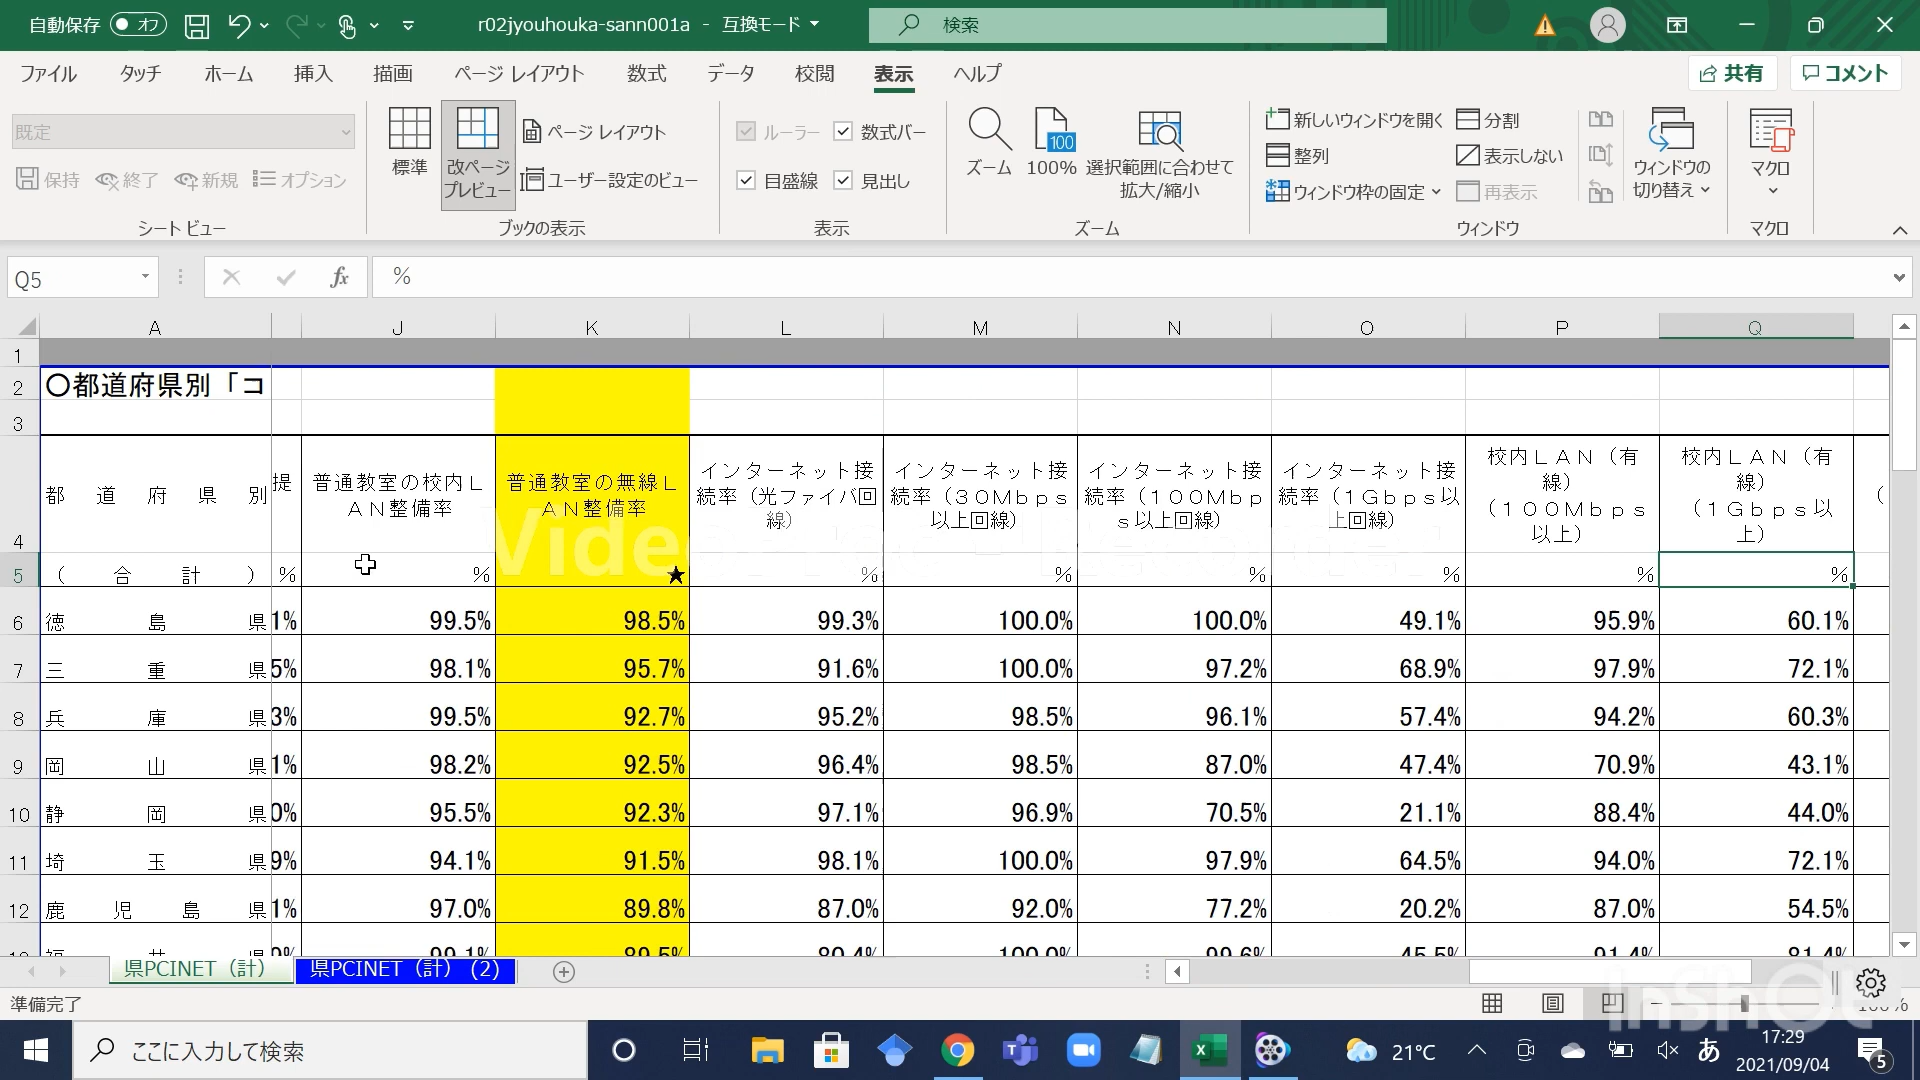 自動保存 オフ r02jyouhouka-sann001a - 互換モード 検索
ファイル タッチ ホーム 挿入 描画 ページ レイアウト 数式 データ 校閲 表示 ヘルプ 共有 コメント
既定
保持 終了 新規 オプション
シート ビュー
標準
改ページ
プレビュー
ページ レイアウト
ユーザー設定のビュー
ブックの表示
ルーラー 数式バー
目盛線 見出し
表示
ズーム
100
100%
選択範囲に合わせて
拡大/縮小
ズーム
新しいウィンドウを開く
整列
ウィンドウ枠の固定
分割
表示しない
再表示
ウィンドウの
切り替え
ウィンドウ
マクロ
マクロ
Q5 fx %
A J K L M N O P Q
1
2 〇都道府県別「コ
3
4 都道府県別 提
普通教室の校内L
AN整備率
普通教室の無線L
AN整備率
インターネット接
続率(光ファイバ回
線)
インターネット接
続率(30Mbps
以上回線)
インターネット接
続率(100Mbp
s以上回線)
インターネット接
続率(1Gbps以
上回線)
校内LAN(有
線)
(100Mbps
以上)
校内LAN(有
線)
(1Gbps以
上)
(
5 (合計) % % ★ % % % % % %
6 徳島県 1% 99.5% 98.5% 99.3% 100.0% 100.0% 49.1% 95.9% 60.1%
7 三重県 5% 98.1% 95.7% 91.6% 100.0% 97.2% 68.9% 97.9% 72.1%
8 兵庫県 3% 99.5% 92.7% 95.2% 98.5% 96.1% 57.4% 94.2% 60.3%
9 岡山県 1% 98.2% 92.5% 96.4% 98.5% 87.0% 47.4% 70.9% 43.1%
10 静岡県 0% 95.5% 92.3% 97.1% 96.9% 70.5% 21.1% 88.4% 44.0%
11 埼玉県 9% 94.1% 91.5% 98.1% 100.0% 97.9% 64.5% 94.0% 72.1%
12 鹿児島県 1% 97.0% 89.8% 87.0% 92.0% 77.2% 20.2% 87.0% 54.5%
県PCINET(計) 県PCINET(計) (2)
準備完了
InShOt
ここに入力して検索
21°C
あ
17:29
2021/09/04
5